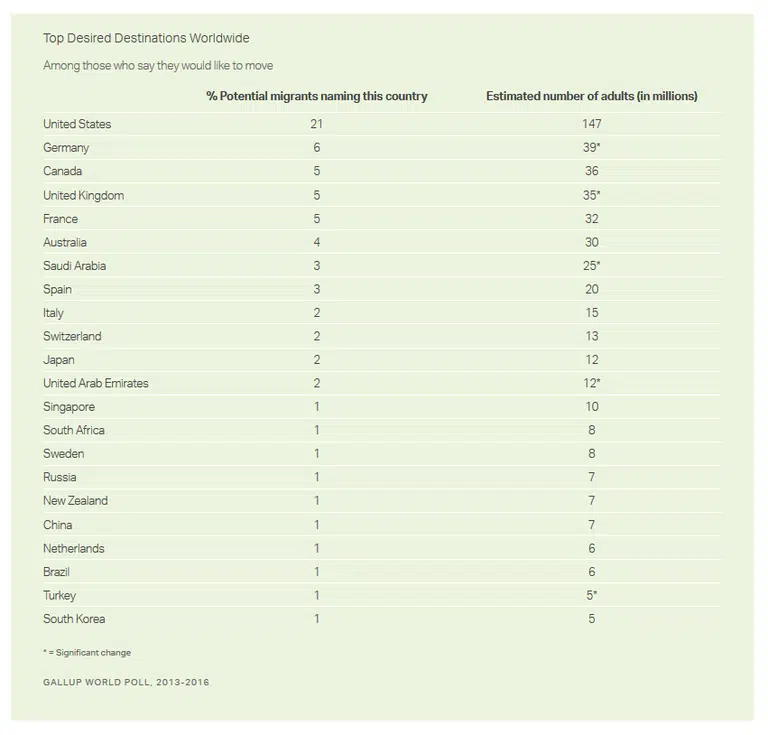 Top Desired Destinations Worldwide
Among those who say they would like to move
% Potential migrants naming this country Estimated number of adults (in millions)
United States 21 147
Germany 6 39*
Canada 5 36
United Kingdom 5 35*
France 5 32
Australia 4 30
Saudi Arabia 3 25*
Spain 3 20
Italy 2 15
Switzerland 2 13
Japan 2 12
United Arab Emirates 2 12*
Singapore 1 10
South Africa 1 8
Sweden 1 8
Russia 1 7
New Zealand 1 7
China 1 7
Netherlands 1 6
Brazil 1 6
Turkey 1 5*
South Korea 1 5
* = Significant change
GALLUP WORLD POLL, 2013-2016